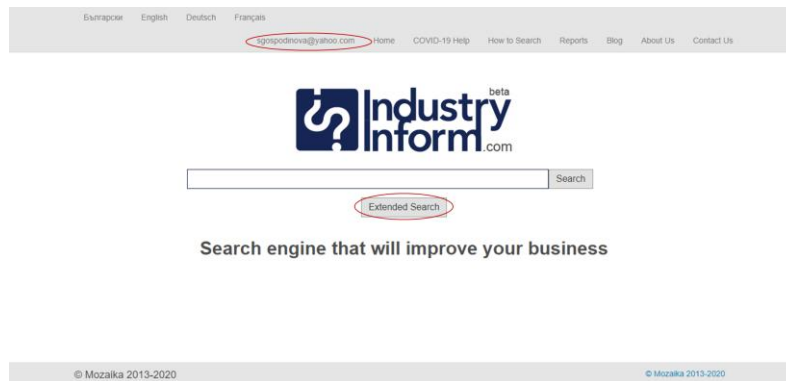 Български English Deutsch Français
sgospodinova@yahoo.com Home COVID-19 Help How to Search Reports Blog About Us Contact Us
beta
Industry
Inform.com
Search
Extended Search
Search engine that will improve your business
© Mozaika 2013-2020 © Mozaika 2013-2020